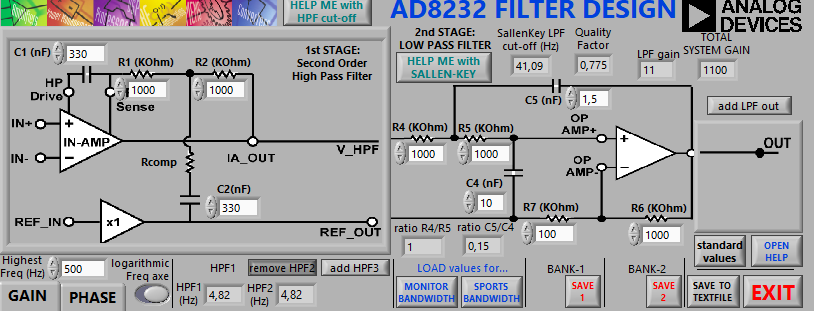 HELP ME with
HPF cut-off
AD8232 FILTER DESIGN
ANALOG
DEVICES
C1 (nF)
330
R1 (KOhm)
R2 (KOhm)
1st STAGE:
Second Order
High Pass Filter
HP
Drive
1000
Sense
1000
IN+
IN-
IN-AMP
+
-
Rcomp
IA_OUT
V_HPF
C2(nF)
330
REF_IN
x1
REF_OUT
2nd STAGE:
LOW PASS FILTER
HELP ME with
SALLEN-KEY
SallenKey LPF
cut-off (Hz)
41,09
Quality
Factor
0,775
LPF gain
11
TOTAL
SYSTEM GAIN
1100
C5 (nF)
1,5
add LPF out
R4 (KOhm)
R5 (KOhm)
1000
1000
OP
AMP+
OP
AMP-
+
-
OUT
C4 (nF)
10
R7 (KOhm)
100
R6 (KOhm)
1000
ratio R4/R5
1
ratio C5/C4
0,15
standard
values
OPEN
HELP
Highest
Freq (Hz)
500
logarithmic
Freq axe
HPF1
remove HPF2
add HPF3
HPF1
(Hz)
4,82
HPF2
(Hz)
4,82
GAIN
PHASE
LOAD values for...
MONITOR
BANDWIDTH
SPORTS
BANDWIDTH
BANK-1
SAVE
1
BANK-2
SAVE
2
SAVE TO
TEXTFILE
EXIT